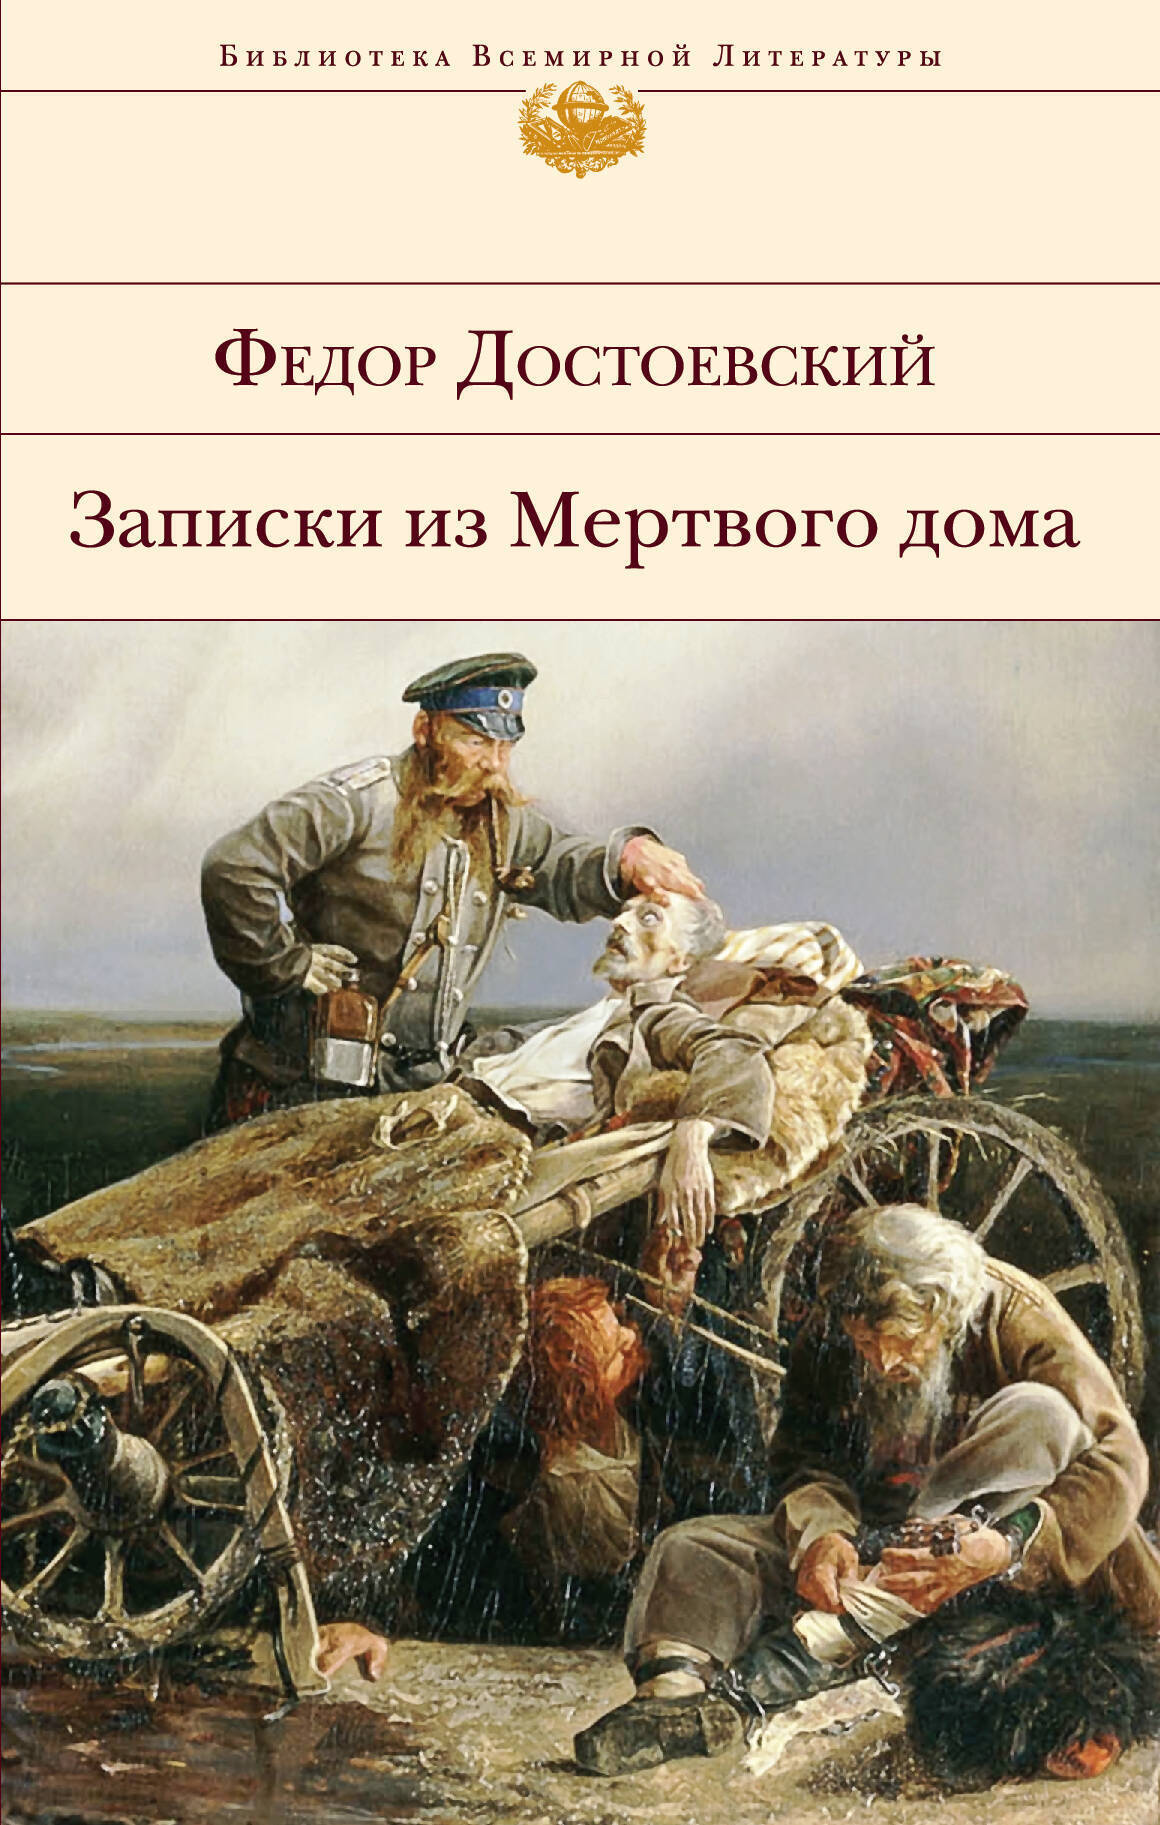 Библиотека Всемирной Литературы
Федор Достоевский
Записки из Мертвого дома